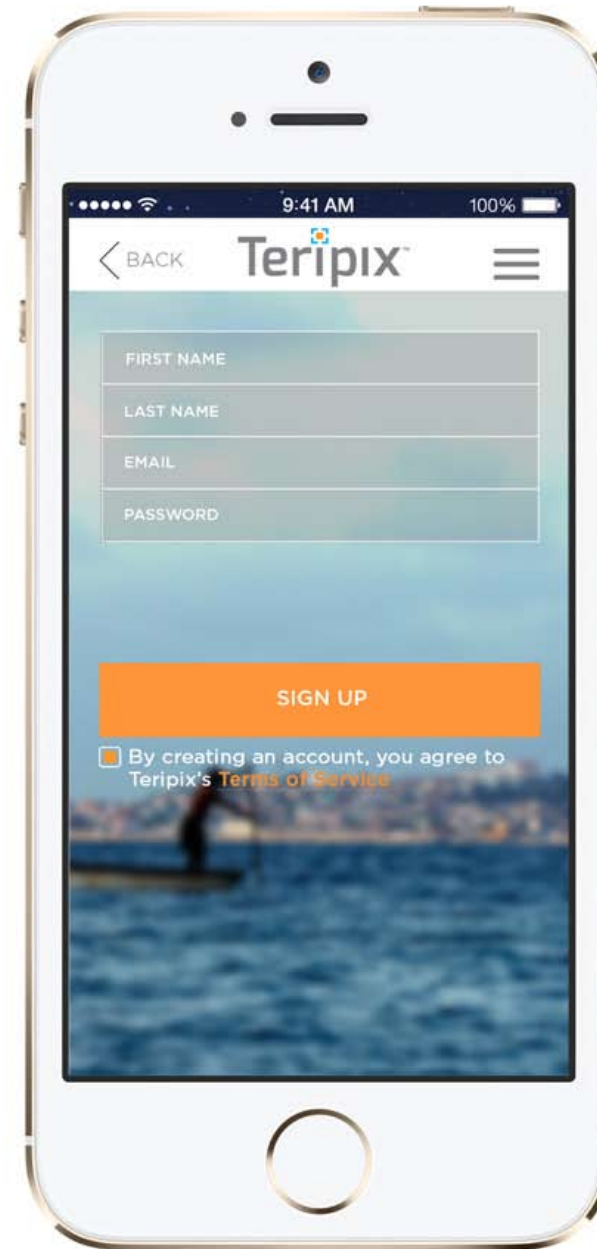 9:41 AM
100%
BACK
Teripix™
FIRST NAME
LAST NAME
EMAIL
PASSWORD
SIGN UP
By creating an account, you agree to
Teripix's Terms of Service